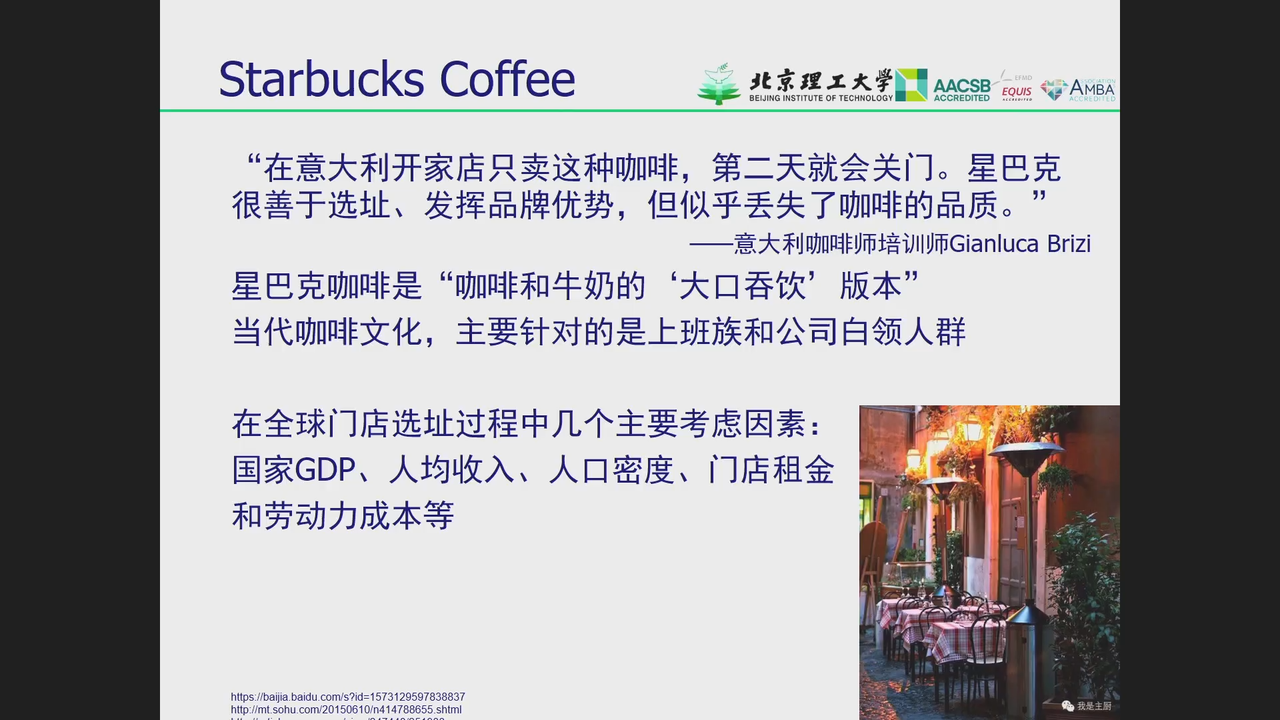 Starbucks Coffee
北京理工大学
BEIJING INSTITUTE OF TECHNOLOGY
AACSB
ACCREDITED
EFMD
EQUIS
ACCREDITED
ASSOCIATION
AMBA
ACCREDITED
“在意大利开家店只卖这种咖啡，第二天就会关门。星巴克
很善于选址、发挥品牌优势，但似乎丢失了咖啡的品质。”
——意大利咖啡师培训师Gianluca Brizi
星巴克咖啡是“咖啡和牛奶的‘大口吞饮’版本”
当代咖啡文化，主要针对的是上班族和公司白领人群
在全球门店选址过程中几个主要考虑因素：
国家GDP、人均收入、人口密度、门店租金
和劳动力成本等
我是主厨
https://baijia.baidu.com/s?id=1573129597838837
http://mt.sohu.com/20150610/n414788655.shtml